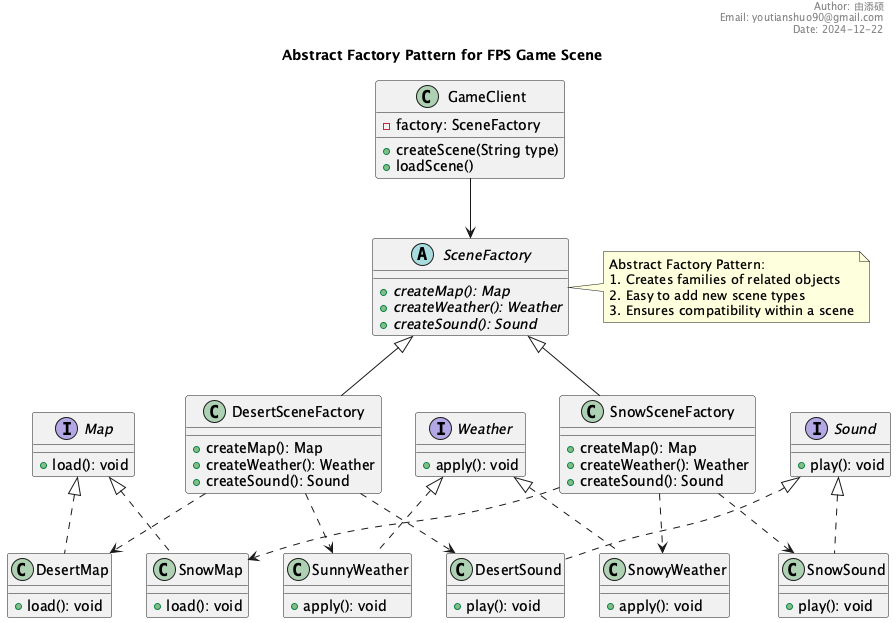 Author: 由添硕
Email: youtianshuo90@gmail.com
Date: 2024-12-22
Abstract Factory Pattern for FPS Game Scene
C GameClient
factory: SceneFactory
createScene(String type)
loadScene()
A SceneFactory
createMap(): Map
createWeather(): Weather
createSound(): Sound
Abstract Factory Pattern:
1. Creates families of related objects
2. Easy to add new scene types
3. Ensures compatibility within a scene
I Map
load(): void
C DesertSceneFactory
createMap(): Map
createWeather(): Weather
createSound(): Sound
I Weather
apply(): void
C SnowSceneFactory
createMap(): Map
createWeather(): Weather
createSound(): Sound
I Sound
play(): void
C DesertMap
load(): void
C SnowMap
load(): void
C SunnyWeather
apply(): void
C DesertSound
play(): void
C SnowyWeather
apply(): void
C SnowSound
play(): void